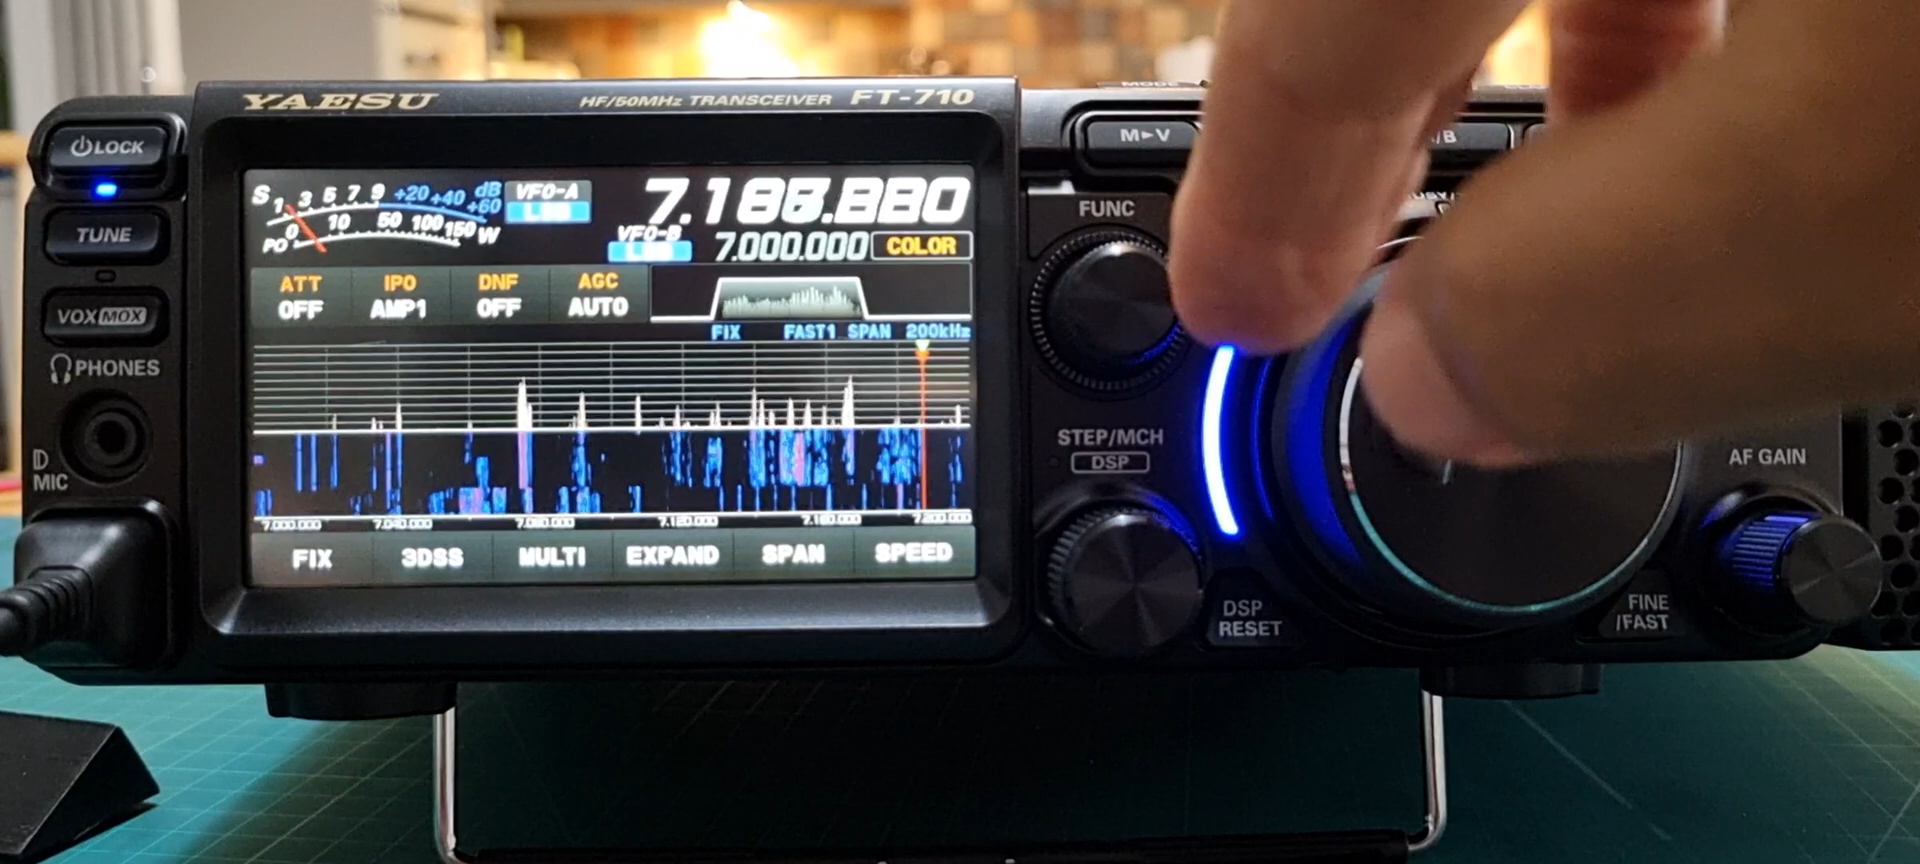 YAESU HF/50MHz TRANSCEIVER FT-710
LOCK
TUNE
VOX MOX
PHONES
MIC
S 1 3 5 7 9 +20 +40 +60 dB
PO 0 10 50 100 150 W
VFO-A
VFO-B
7.000.000
COLOR
ATT IPO DNF AGC
OFF AMP1 OFF AUTO
FIX FAST1 SPAN 200kHz
7.000.000 7.040.000 7.080.000 7.120.000 7.160.000 7.200.000
FIX 3DSS MULTI EXPAND SPAN SPEED
M►V
/B
FUNC
STEP/MCH
DSP
DSP
RESET
FINE
/FAST
AF GAIN